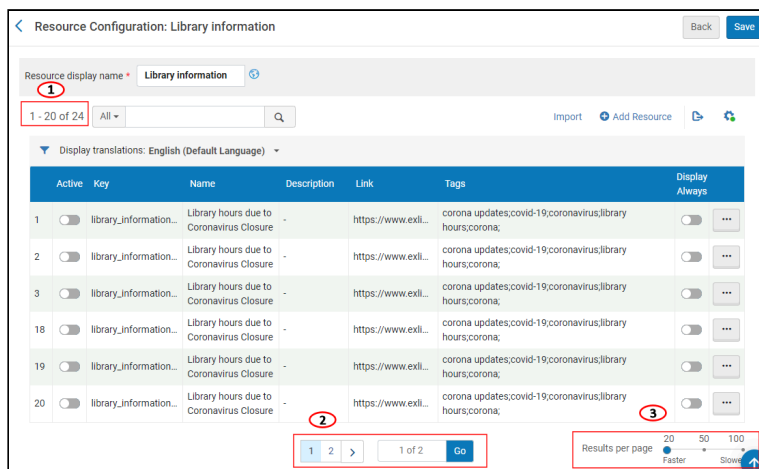 Resource Configuration: Library information
Back
Save
Resource display name *
Library information
1
1 - 20 of 24
All
Import
Add Resource
Display translations: English (Default Language)
Active Key Name Description Link Tags Display
Always
1 library_information... Library hours due to
Coronavirus Closure - https://www.exli... corona updates;covid-19;coronavirus;library
hours;corona; ...
2 library_information... Library hours due to
Coronavirus Closure - https://www.exli... corona updates;covid-19;coronavirus;library
hours;corona; ...
3 library_information... Library hours due to
Coronavirus Closure - https://www.exli... corona updates;covid-19;coronavirus;library
hours;corona; ...
18 library_information... Library hours due to
Coronavirus Closure - https://www.exli... corona updates;covid-19;coronavirus;library
hours;corona; ...
19 library_information... Library hours due to
Coronavirus Closure - https://www.exli... corona updates;covid-19;coronavirus;library
hours;corona; ...
20 library_information... Library hours due to
Coronavirus Closure - https://www.exli... corona updates;covid-19;coronavirus;library
hours;corona; ...
2
3
1 2 > 1 of 2 Go
Results per page 20 50 100
Faster